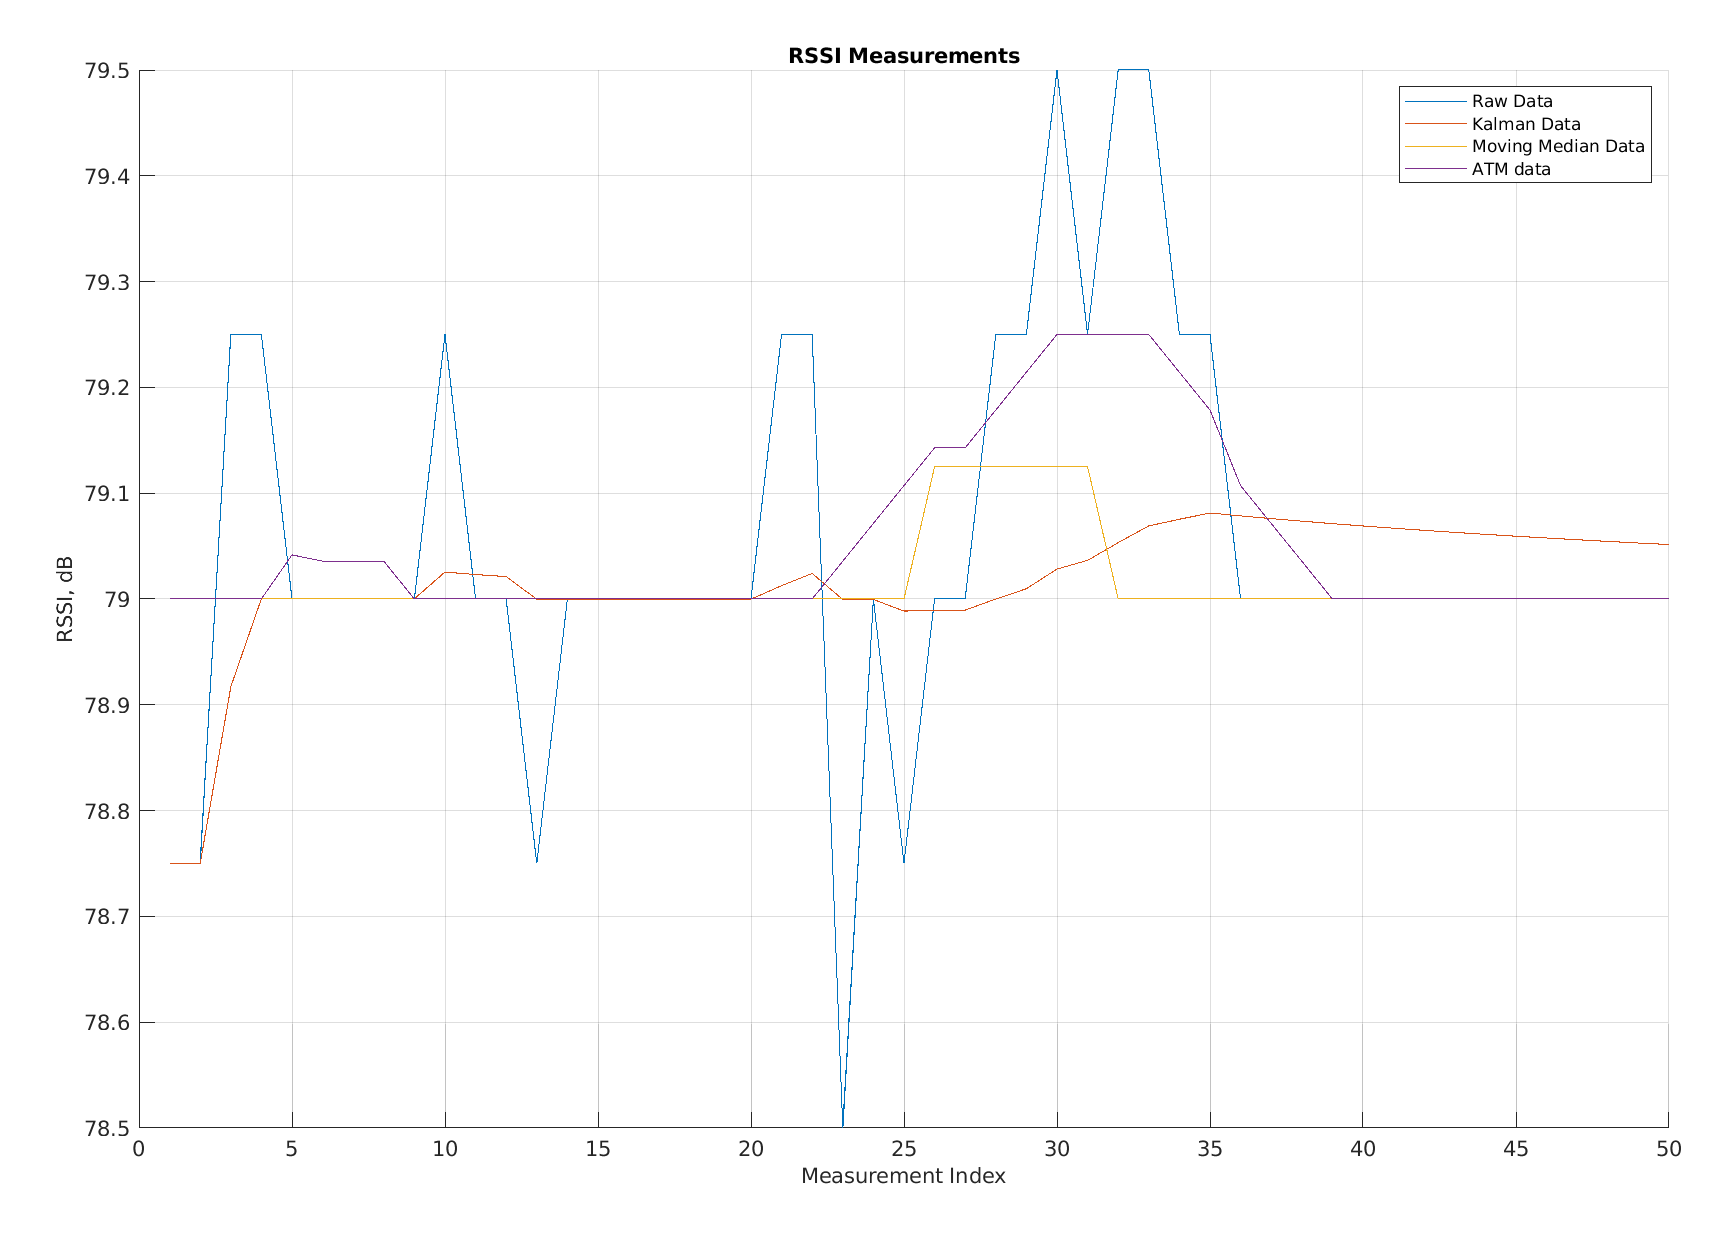 RSSI Measurements
79.5
79.4
79.3
79.2
79.1
79
78.9
78.8
78.7
78.6
78.5
RSSI, dB
Raw Data
Kalman Data
Moving Median Data
ATM data
0 5 10 15 20 25 30 35 40 45 50
Measurement Index